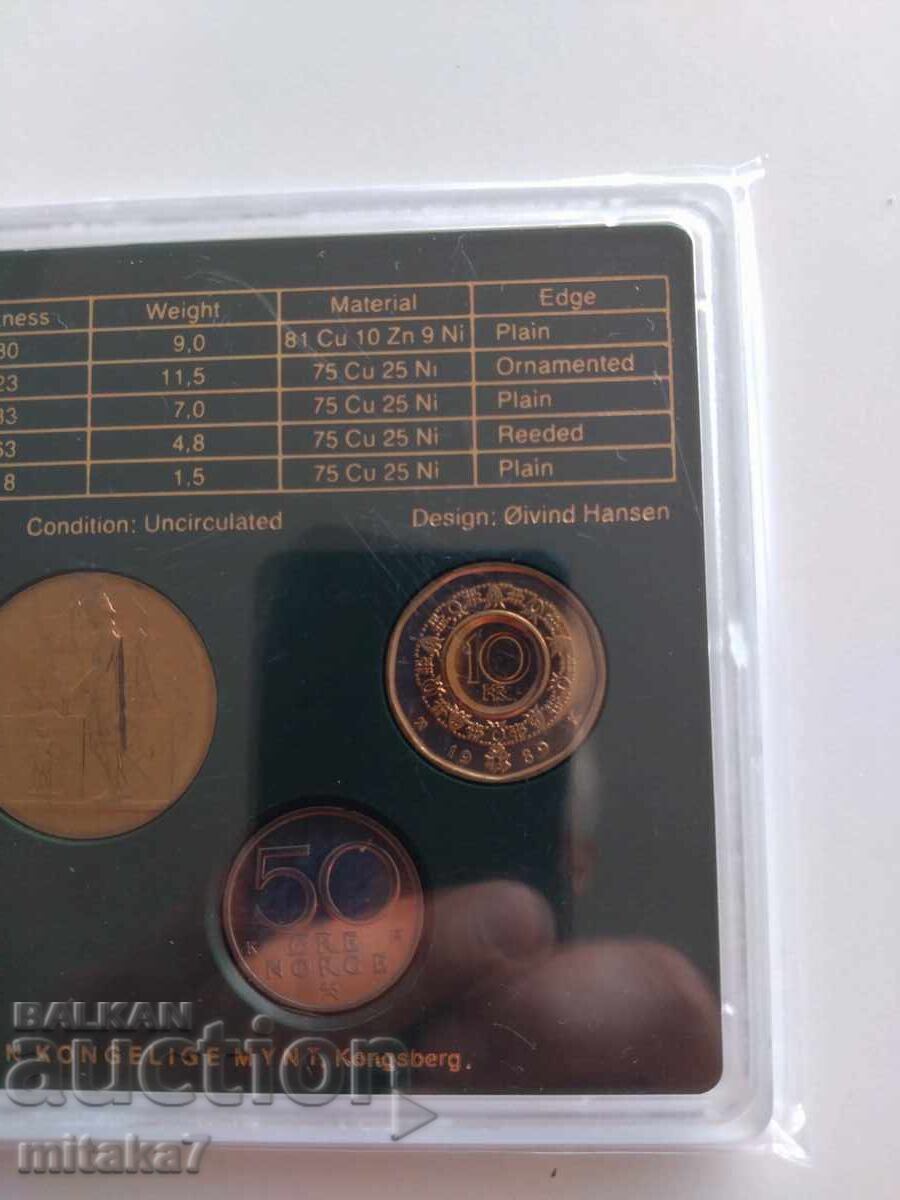 ness Weight Material Edge
80 9,0 81 Cu 10 Zn 9 Ni Plain
23 11,5 75 Cu 25 Ni Ornamented
33 7,0 75 Cu 25 Ni Plain
63 4,8 75 Cu 25 Ni Reeded
8 1,5 75 Cu 25 Ni Plain
Condition: Uncirculated Design: Øivind Hansen
10
KR
1989
50
ØRE
NORGE
K
BALKAN
auction
KONGELIGE MYNT, Kongsberg.
mitaka7